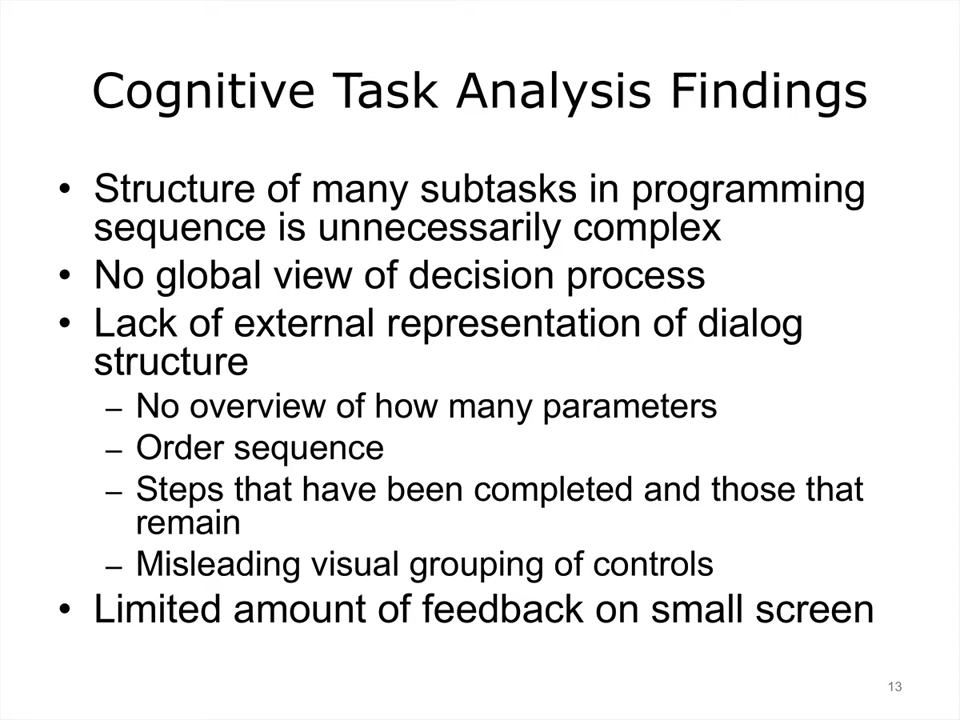 Cognitive Task Analysis Findings
• Structure of many subtasks in programming
sequence is unnecessarily complex
• No global view of decision process
• Lack of external representation of dialog
structure
– No overview of how many parameters
– Order sequence
– Steps that have been completed and those that
remain
– Misleading visual grouping of controls
• Limited amount of feedback on small screen
13